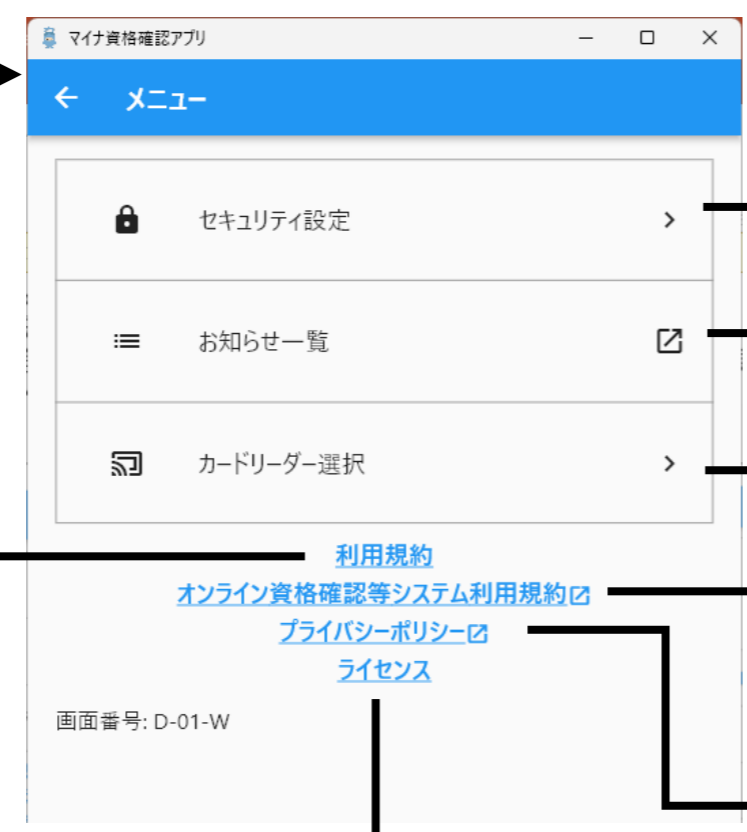 マイナ資格確認アプリ
メニュー
セキュリティ設定
お知らせ一覧
カードリーダー選択
利用規約
オンライン資格確認等システム利用規約
プライバシーポリシー
ライセンス
画面番号: D-01-W